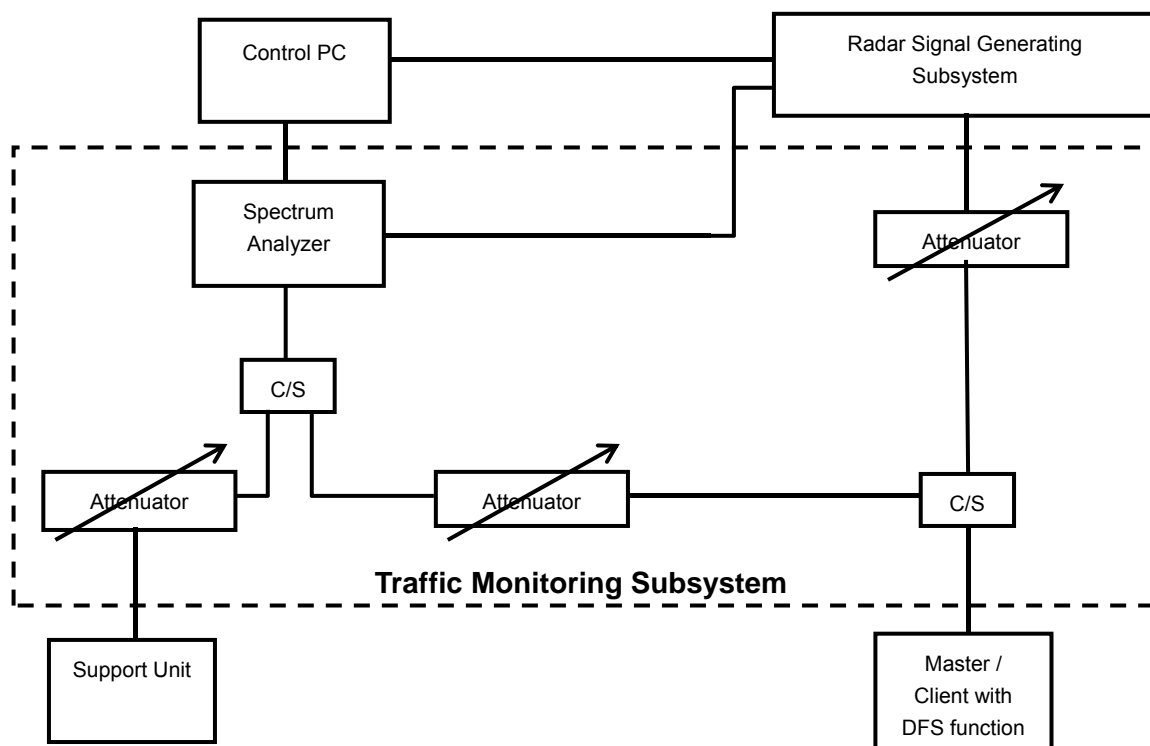 Control PC
Radar Signal Generating
Subsystem
Spectrum
Analyzer
Attenuator
C/S
Attenuator
Attenuator
C/S
Traffic Monitoring Subsystem
Support Unit
Master /
Client with
DFS function